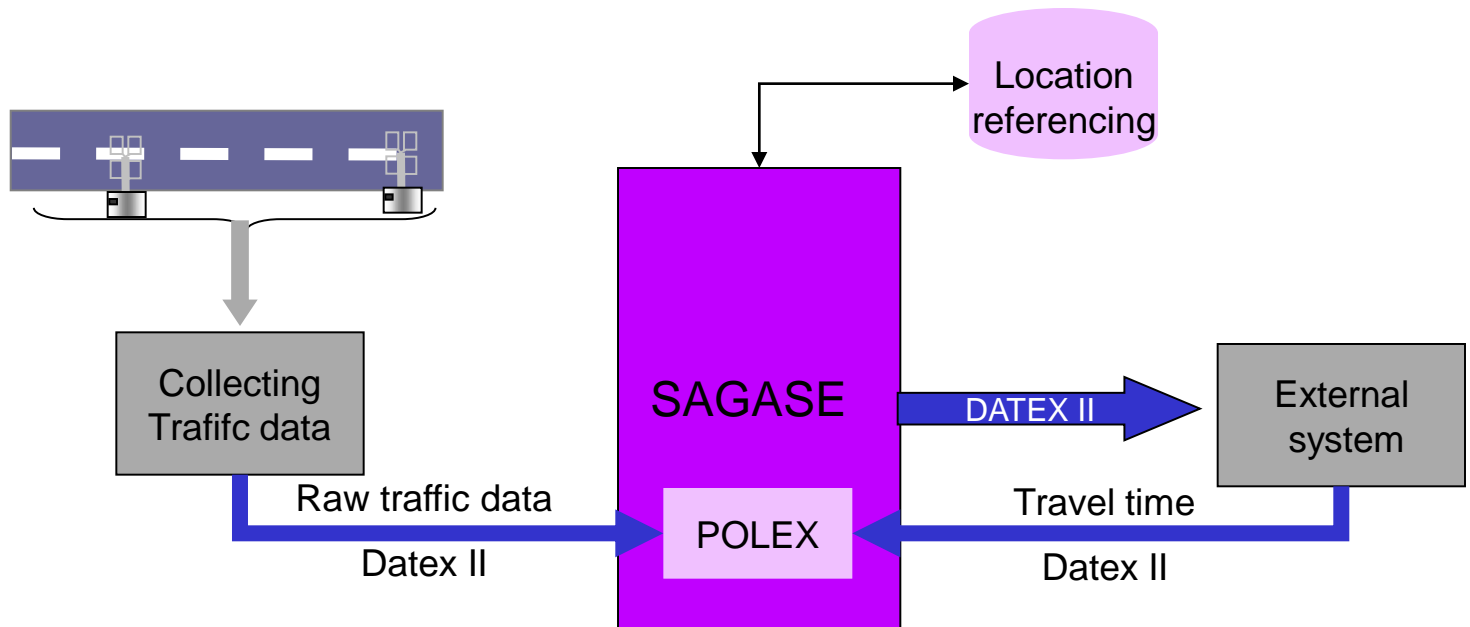 Location
referencing
Collecting
Trafifc data
SAGASE
DATEX II
External
system
Raw traffic data
Datex II
POLEX
Travel time
Datex II